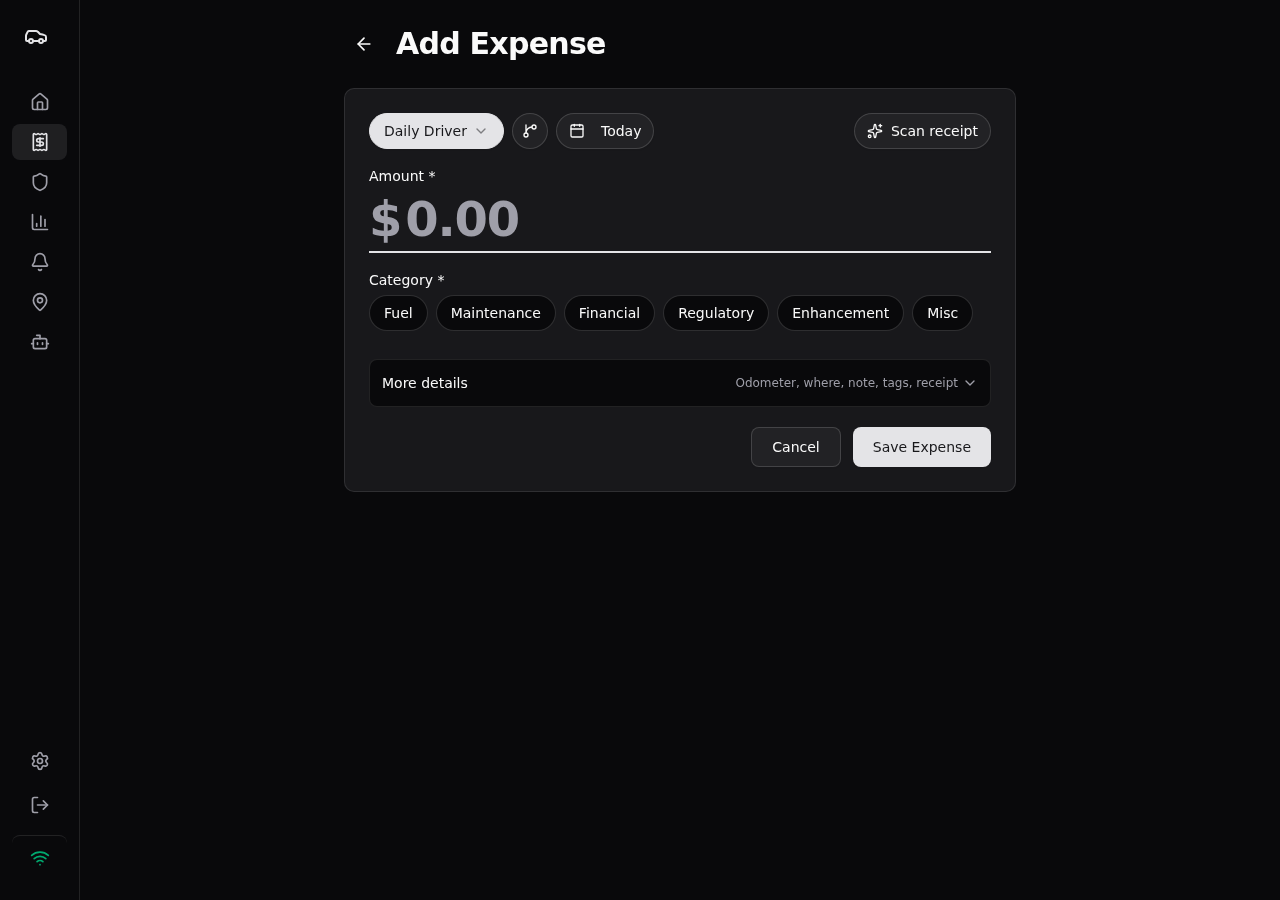 Add Expense
Daily Driver
Today
Scan receipt
Amount *
$0.00
Category *
Fuel
Maintenance
Financial
Regulatory
Enhancement
Misc
More details
Odometer, where, note, tags, receipt
Cancel
Save Expense